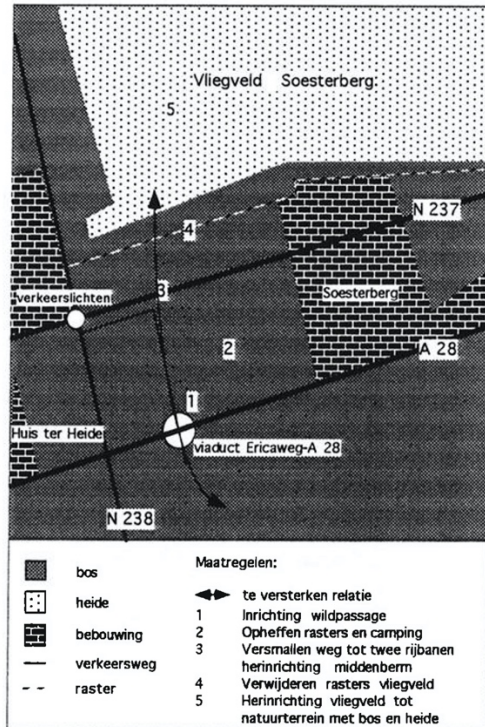 Vliegveld Soesterberg:
5
N 237
4
verkeerslichten
3
Soesterberg
2
A 28
1
Huis ter Heide
viaduct Ericaweg-A 28
N 238
bos
heide
bebouwing
verkeersweg
raster
Maatregelen:
te versterken relatie
1 Inrichting wildpassage
2 Opheffen rasters en camping
3 Versmallen weg tot twee rijbanen
herinrichting middenberm
4 Verwijderen rasters vliegveld
5 Herinrichting vliegveld tot
natuurterrein met bos en heide